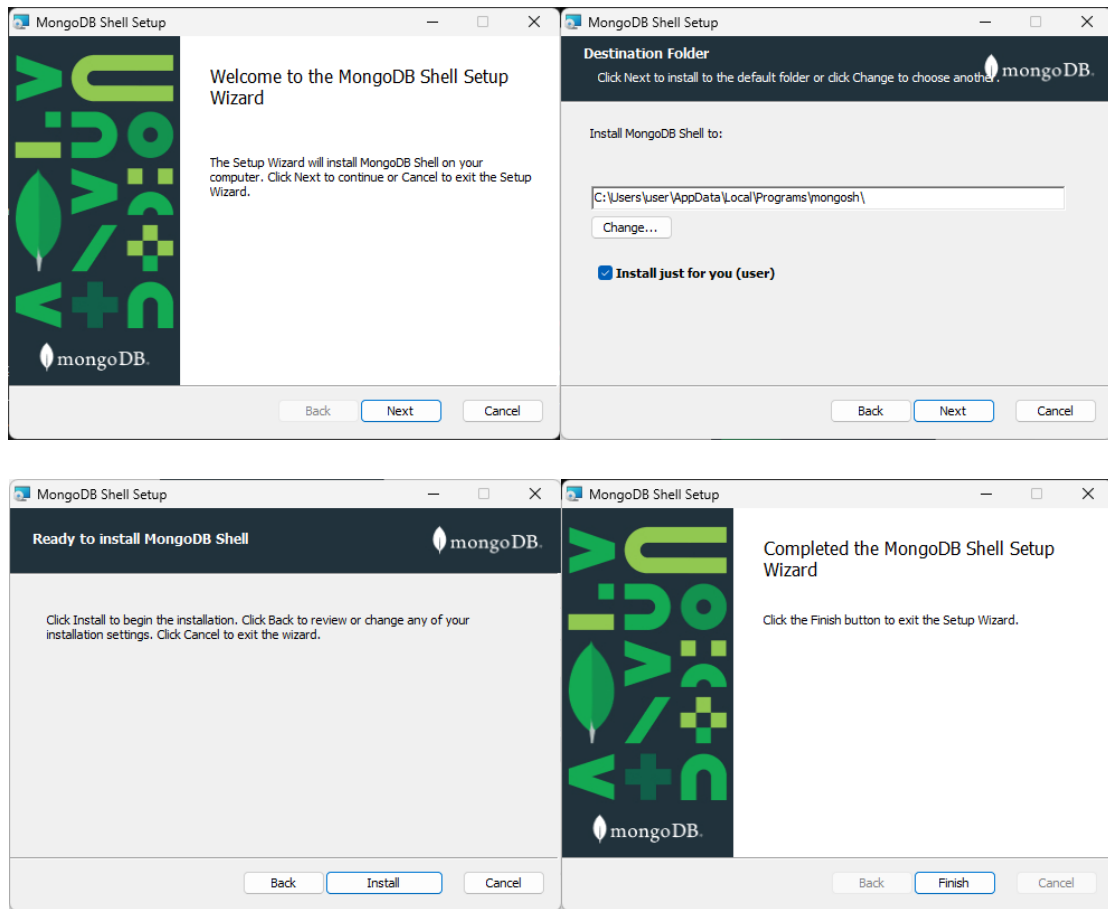 MongoDB Shell Setup
Welcome to the MongoDB Shell Setup
Wizard
The Setup Wizard will install MongoDB Shell on your
computer. Click Next to continue or Cancel to exit the Setup
Wizard.
mongoDB.
Back Next Cancel
MongoDB Shell Setup
Destination Folder
Click Next to install to the default folder or click Change to choose another.
mongoDB.
Install MongoDB Shell to:
C:\Users\user\AppData\Local\Programs\mongosh\
Change...
Install just for you (user)
Back Next Cancel
MongoDB Shell Setup
Ready to install MongoDB Shell
mongoDB.
Click Install to begin the installation. Click Back to review or change any of your
installation settings. Click Cancel to exit the wizard.
Back Install Cancel
MongoDB Shell Setup
Completed the MongoDB Shell Setup
Wizard
Click the Finish button to exit the Setup Wizard.
mongoDB.
Back Finish Cancel